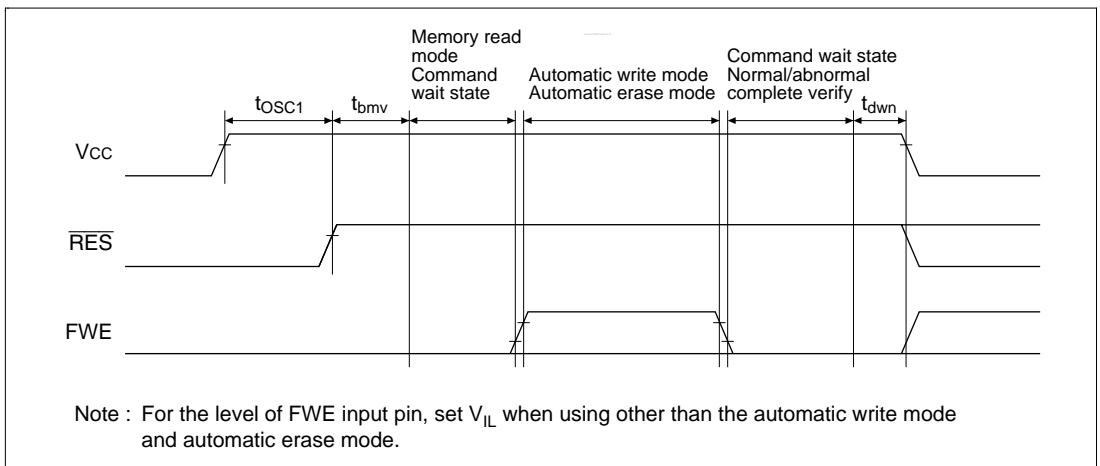 Memory read
mode
Command
wait state
Automatic write mode
Automatic erase mode
Command wait state
Normal/abnormal
complete verify
tOSC1
tbmv
tdwn
VCC
RES
FWE
Note : For the level of FWE input pin, set VIL when using other than the automatic write mode
and automatic erase mode.